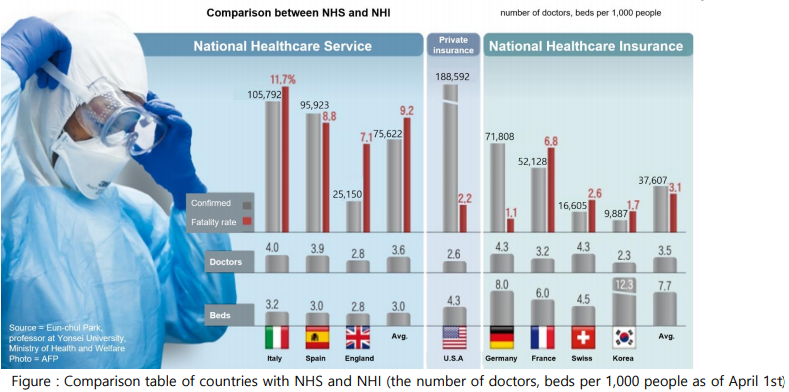 Comparison between NHS and NHI
number of doctors, beds per 1,000 people
National Healthcare Service
Private
insurance
National Healthcare Insurance
188,592
11.7%
105,792
95,923
8.8
9.2
7.1
75,622
71,808
6.8
52,128
25,150
2.2
1.1
16,605
2.6
9,887
1.7
37,607
3.1
Confirmed
Fatality rate
Doctors
4.0 3.9 2.8 3.6 2.6 4.3 3.2 4.3 2.3 3.5
Beds
3.2 3.0 2.8 3.0 4.3 8.0 6.0 4.5 12.3 7.7
Italy Spain England Avg. U.S.A Germany France Swiss Korea Avg.
Source = Eun-chul Park,
professor at Yonsei University,
Ministry of Health and Welfare
Photo = AFP
Figure : Comparison table of countries with NHS and NHI (the number of doctors, beds per 1,000 people as of April 1st)